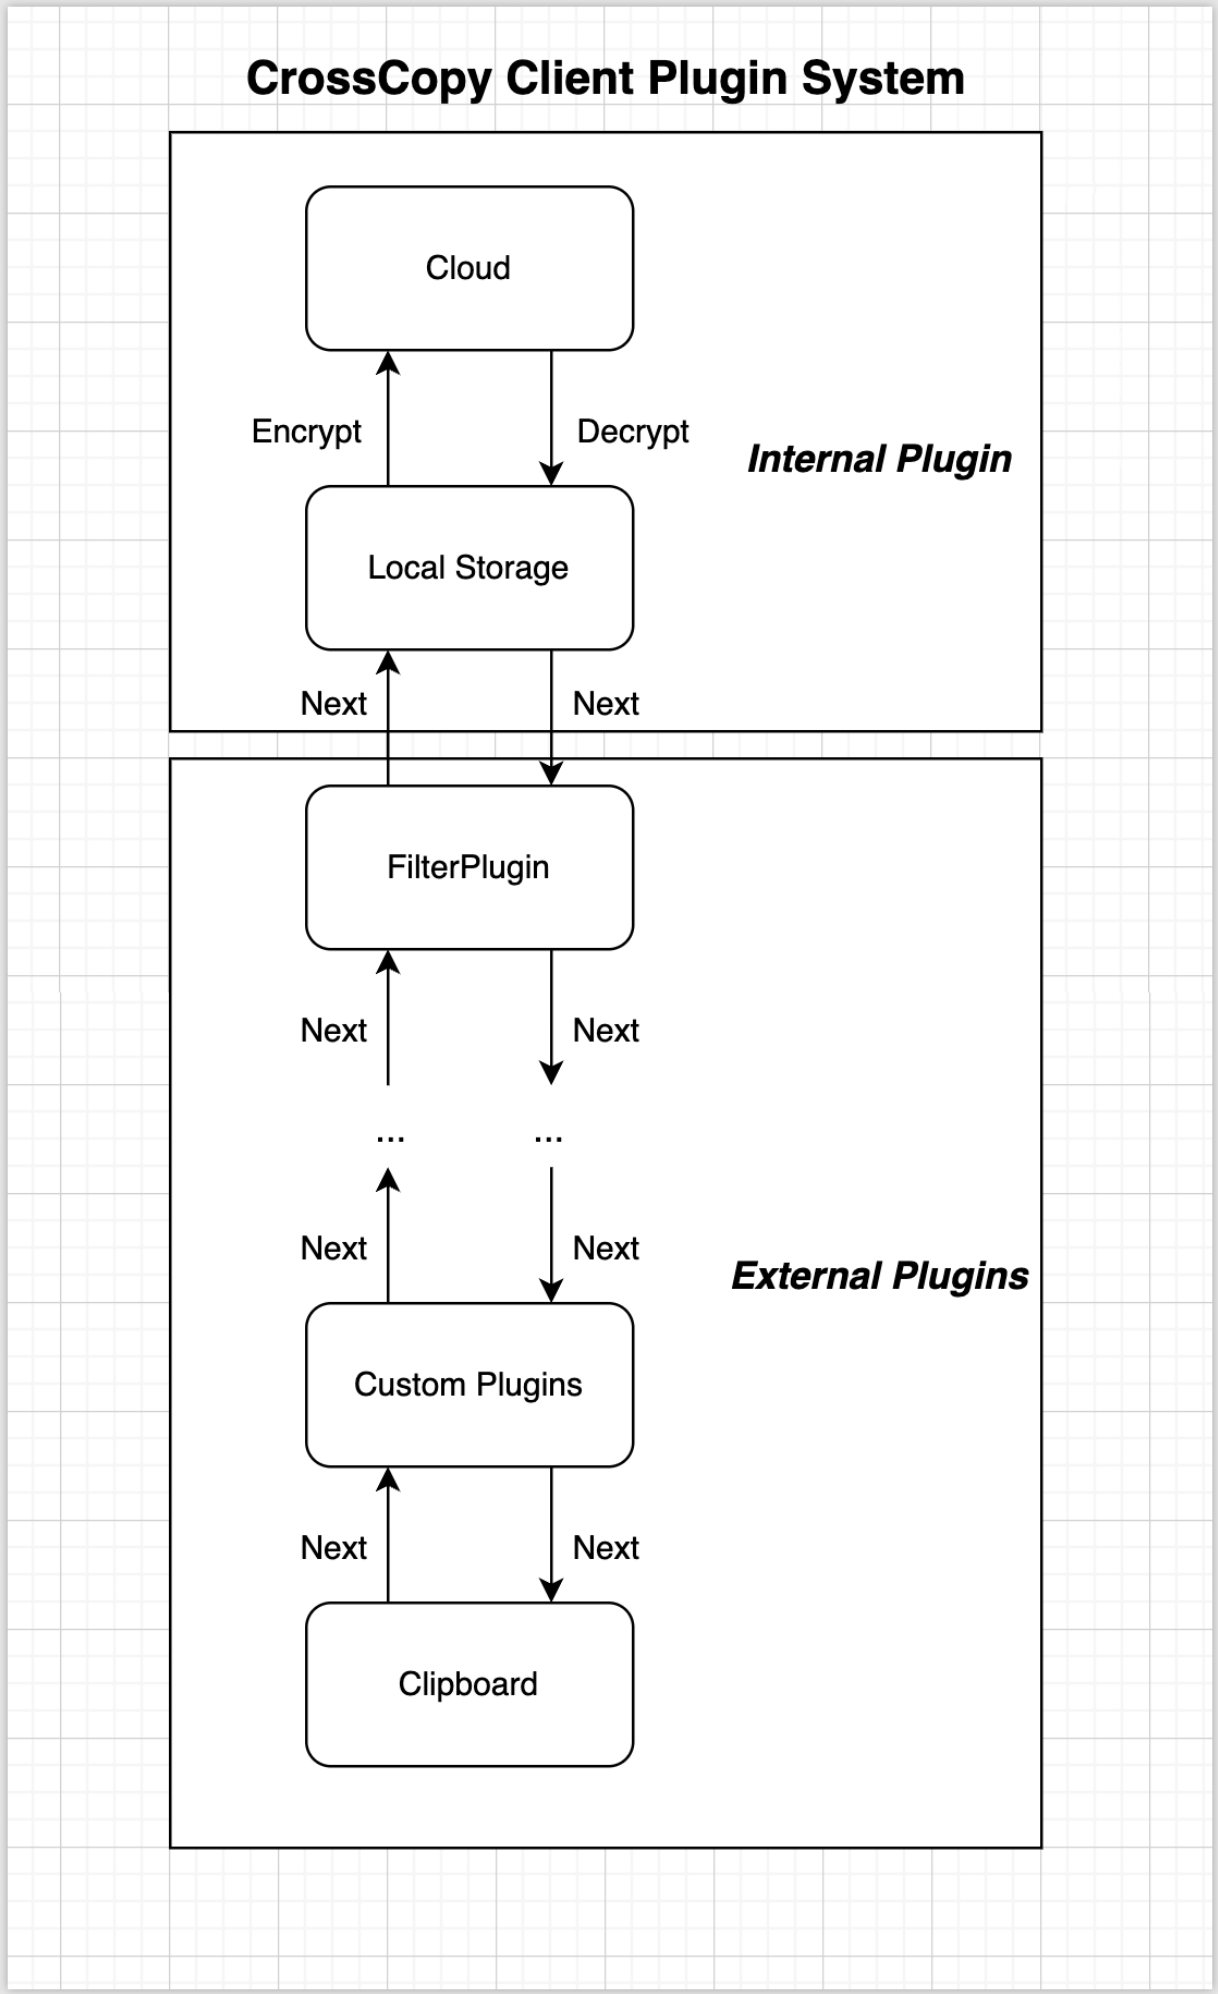 CrossCopy Client Plugin System
Cloud
Encrypt
Decrypt
Internal Plugin
Local Storage
Next
Next
FilterPlugin
Next
Next
...
...
Next
Next
External Plugins
Custom Plugins
Next
Next
Clipboard